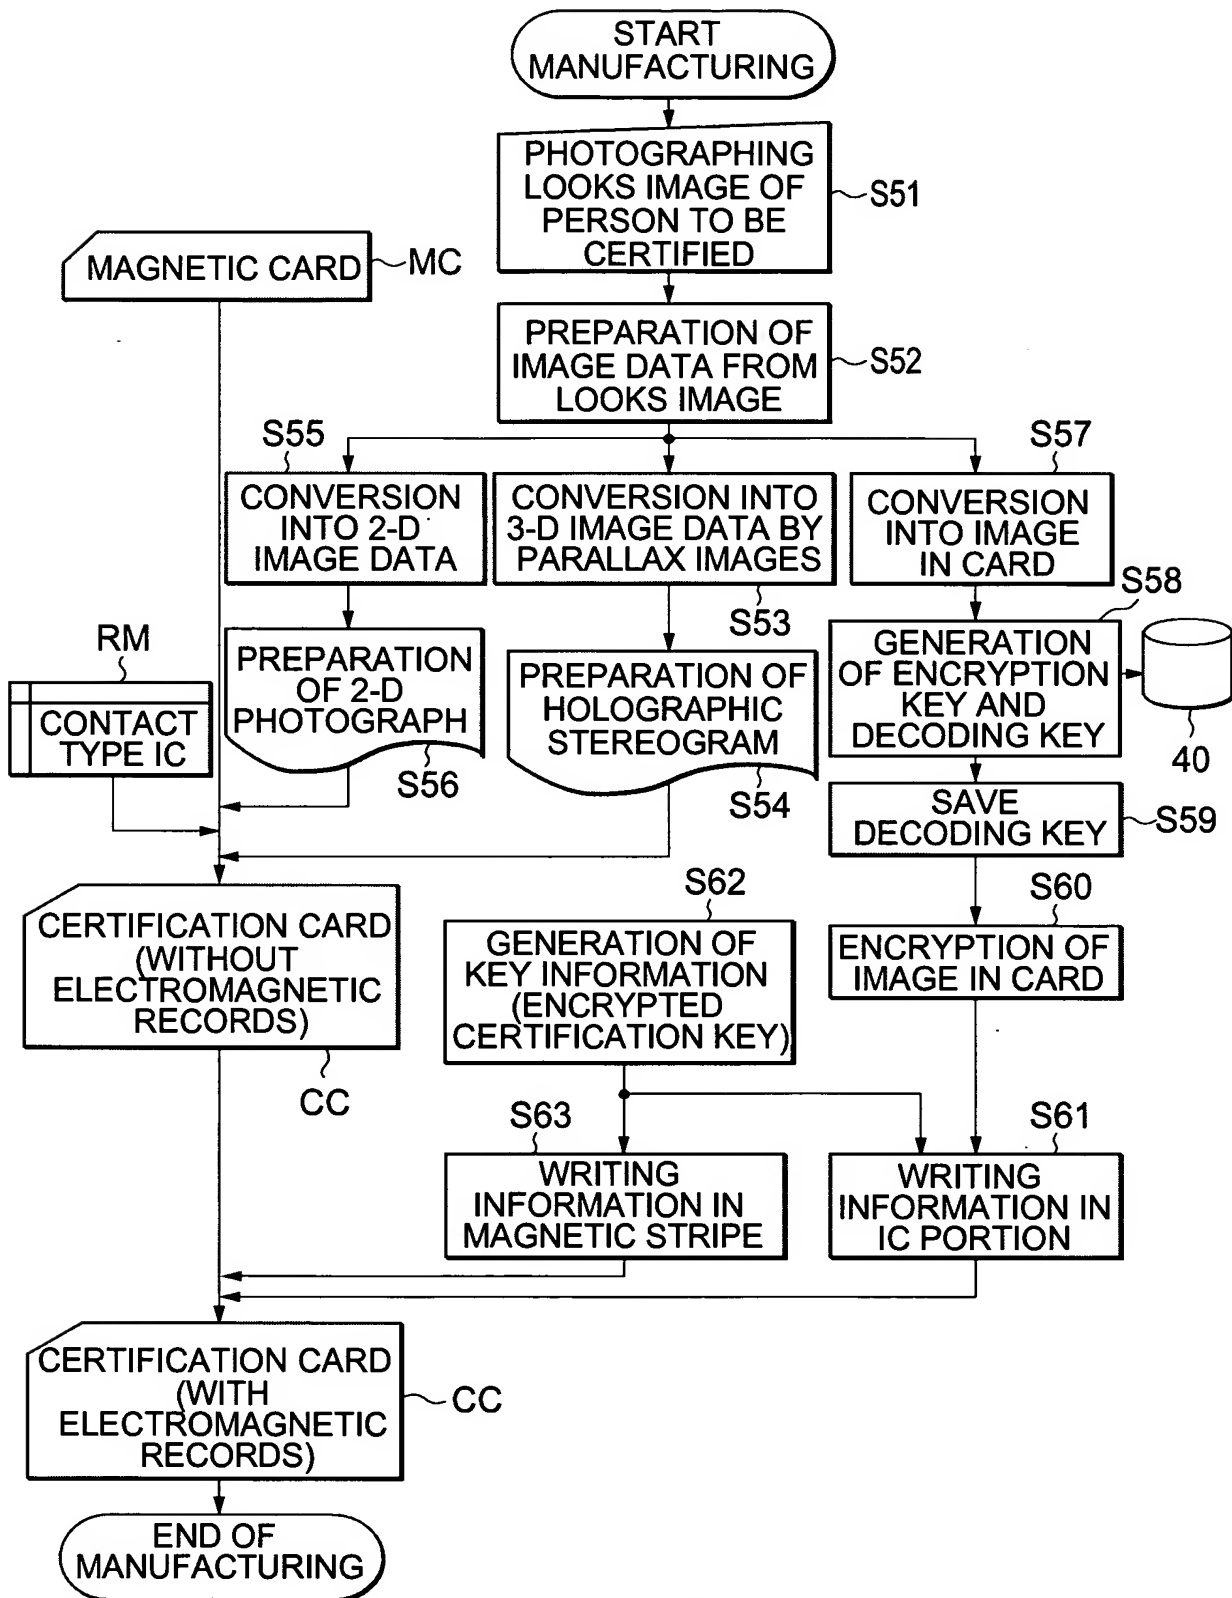 START
MANUFACTURING
PHOTOGRAPHING
LOOKS IMAGE OF
PERSON TO BE
CERTIFIED
S51
MAGNETIC CARD
MC
PREPARATION OF
IMAGE DATA FROM
LOOKS IMAGE
S52
S55
CONVERSION
INTO 2-D
IMAGE DATA
CONVERSION INTO
3-D IMAGE DATA BY
PARALLAX IMAGES
S53
S57
CONVERSION
INTO IMAGE
IN CARD
RM
CONTACT
TYPE IC
PREPARATION
OF 2-D
PHOTOGRAPH
S56
PREPARATION OF
HOLOGRAPHIC
STEREOGRAM
S54
S58
GENERATION
OF ENCRYPTION
KEY AND
DECODING KEY
40
SAVE
DECODING KEY
S59
CERTIFICATION CARD
(WITHOUT
ELECTROMAGNETIC
RECORDS)
CC
S62
GENERATION OF
KEY INFORMATION
(ENCRYPTED
CERTIFICATION KEY)
S60
ENCRYPTION OF
IMAGE IN CARD
S63
WRITING
INFORMATION IN
MAGNETIC STRIPE
S61
WRITING
INFORMATION IN
IC PORTION
CERTIFICATION CARD
(WITH
ELECTROMAGNETIC
RECORDS)
CC
END OF
MANUFACTURING